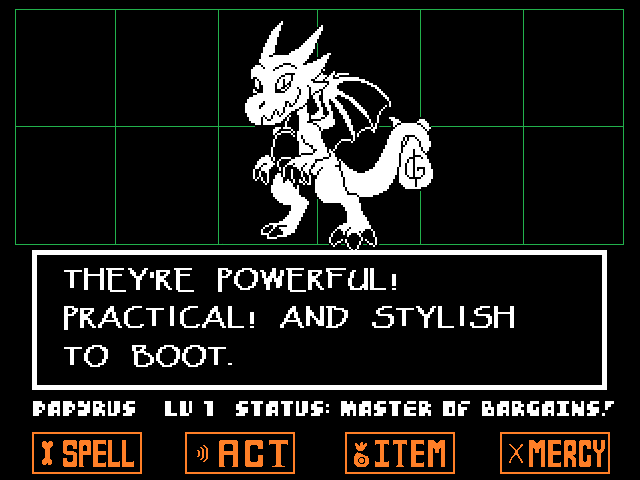 G
THEY'RE POWERFUL!
PRACTICAL! AND STYLISH
TO BOOT.
PAPYRUS LV 1 STATUS: MASTER OF BARGAINS!
SPELL ACT ITEM MERCY